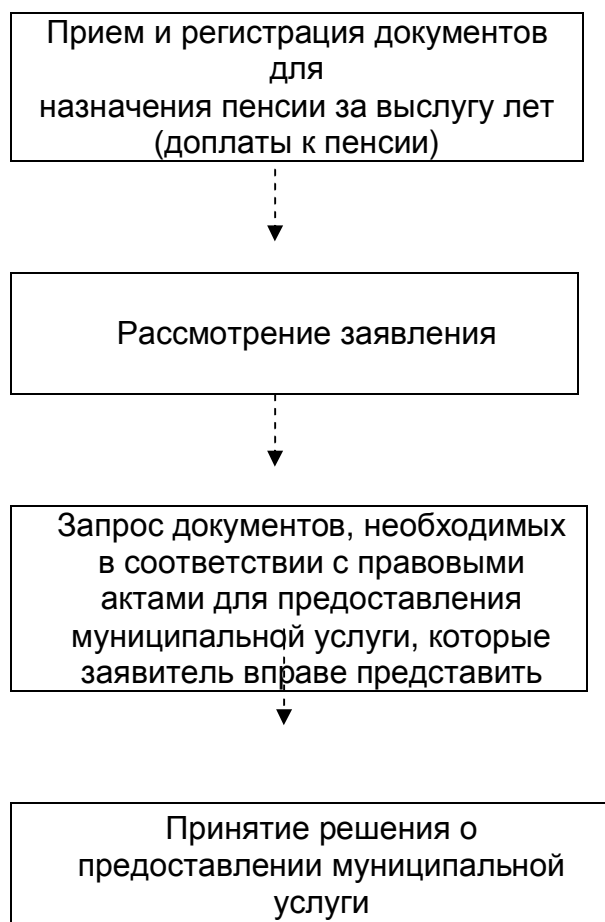 Прием и регистрация документов
для
назначения пенсии за выслугу лет
(доплаты к пенсии)
Рассмотрение заявления
Запрос документов, необходимых
в соответствии с правовыми
актами для предоставления
муниципальной услуги, которые
заявитель вправе представить
Принятие решения о
предоставлении муниципальной
услуги